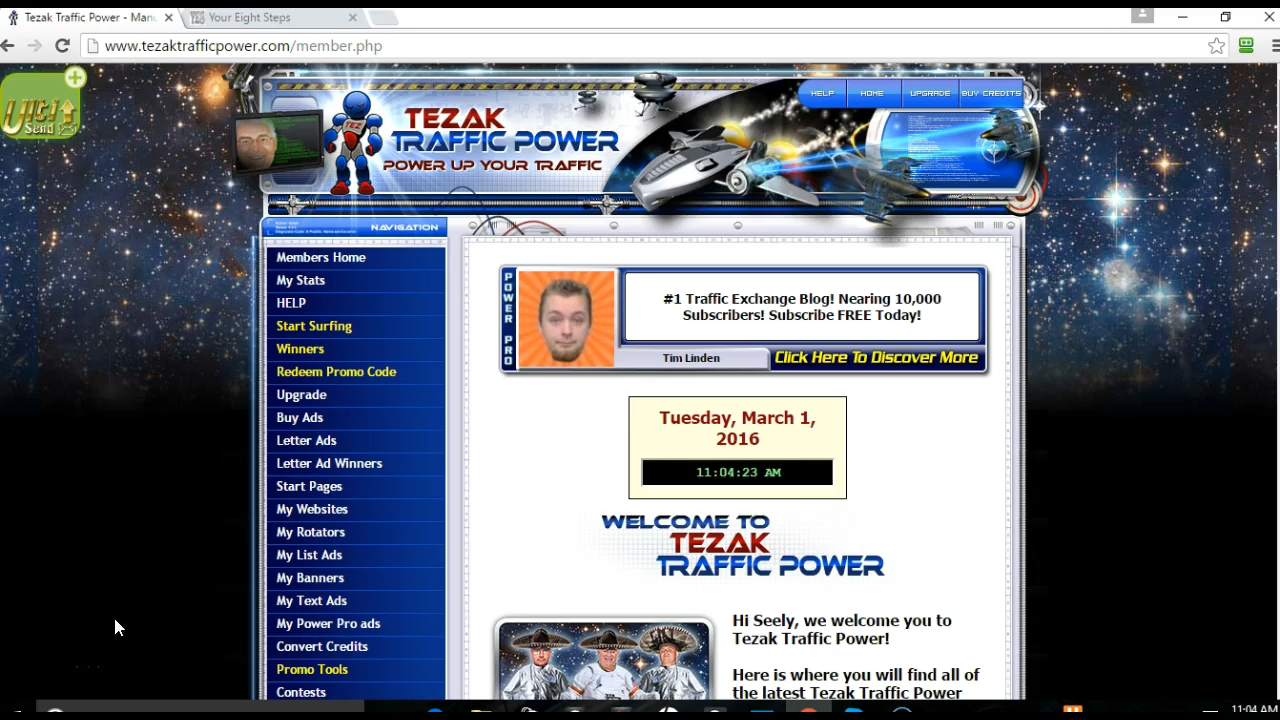 Tezak Traffic Power - Man
Your Eight Steps
www.tezaktrafficpower.com/member.php
Send
HELP
HOME
UPGRADE
BUY CREDITS
TEZ
TEZAK
TRAFFIC POWER
POWER UP YOUR TRAFFIC
NAVIGATION
Members Home
My Stats
HELP
Start Surfing
Winners
Redeem Promo Code
Upgrade
Buy Ads
Letter Ads
Letter Ad Winners
Start Pages
My Websites
My Rotators
My List Ads
My Banners
My Text Ads
My Power Pro ads
Convert Credits
Promo Tools
Contests
POWER PRO
#1 Traffic Exchange Blog! Nearing 10,000
Subscribers! Subscribe FREE Today!
Tim Linden
Click Here To Discover More
Tuesday, March 1,
2016
11:04:23 AM
WELCOME TO
TEZAK
TRAFFIC POWER
Hi Seely, we welcome you to
Tezak Traffic Power!
Here is where you will find all of
the latest Tezak Traffic Power
11:04 AM